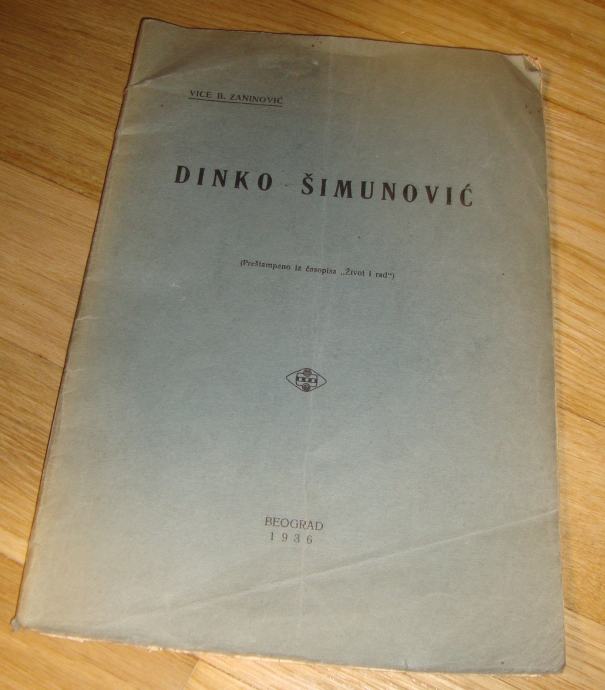 VICE B. ZANINOVIĆ
DINKO ŠIMUNOVIĆ
(Preštampano iz časopisa „Život i rad“)
BEOGRAD
1936